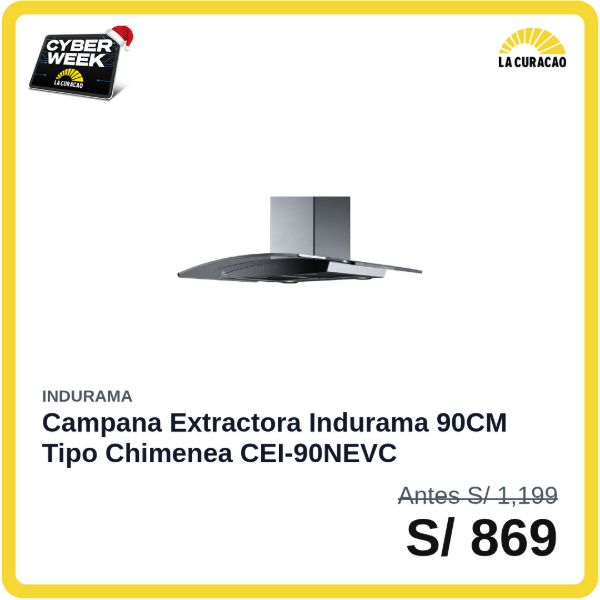 CYBER
WEEK
LA CURACAO
LA CURACAO
INDURAMA
Campana Extractora Indurama 90CM
Tipo Chimenea CEI-90NEVC
Antes S/ 1,199
S/ 869